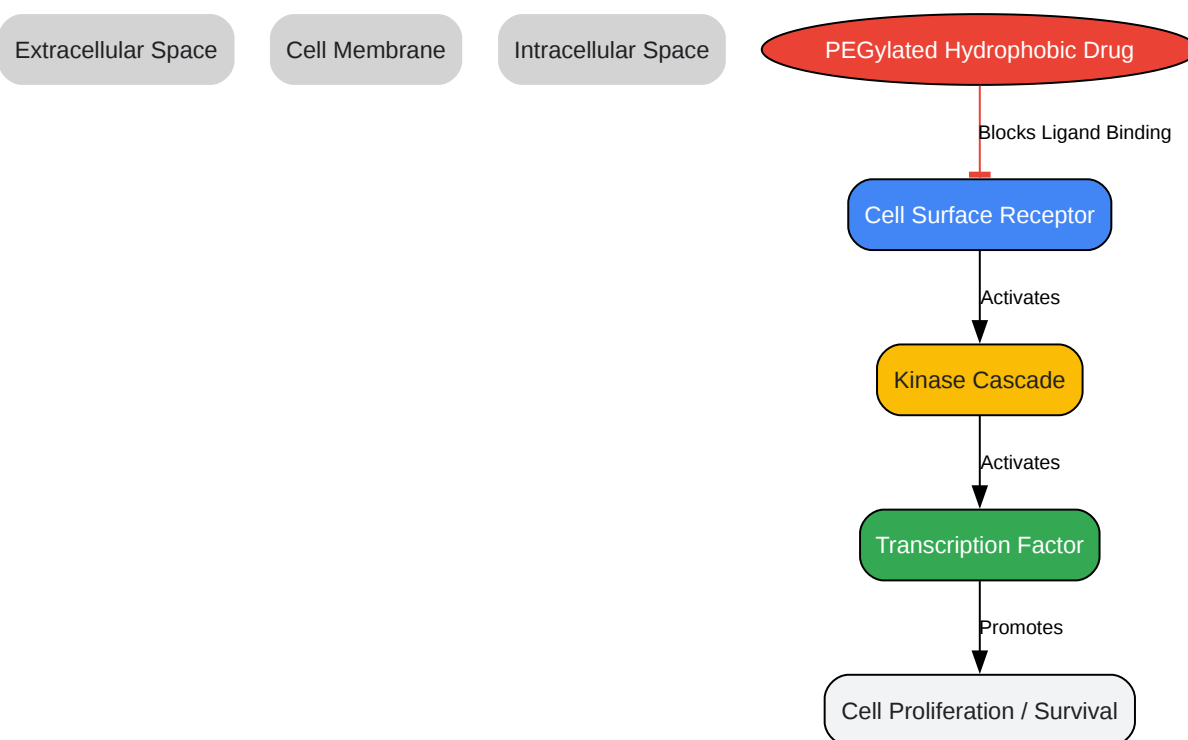 Extracellular Space
Cell Membrane
Intracellular Space
PEGylated Hydrophobic Drug
Blocks Ligand Binding
Cell Surface Receptor
Activates
Kinase Cascade
Activates
Transcription Factor
Promotes
Cell Proliferation / Survival